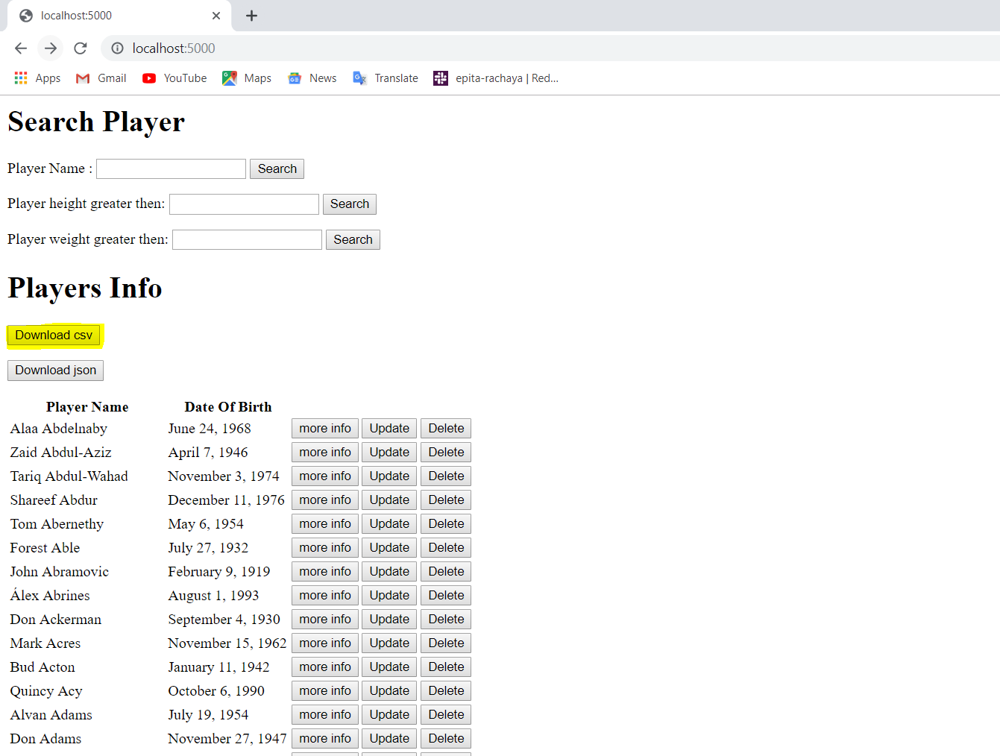 localhost:5000
localhost:5000
Apps Gmail YouTube Maps News Translate epita-rachaya | Red...
Search Player
Player Name : Search
Player height greater then: Search
Player weight greater then: Search
Players Info
Download csv
Download json
Player Name Date Of Birth
Alaa Abdelnaby June 24, 1968 more info Update Delete
Zaid Abdul-Aziz April 7, 1946 more info Update Delete
Tariq Abdul-Wahad November 3, 1974 more info Update Delete
Shareef Abdur December 11, 1976 more info Update Delete
Tom Abernethy May 6, 1954 more info Update Delete
Forest Able July 27, 1932 more info Update Delete
John Abramovic February 9, 1919 more info Update Delete
Álex Abrines August 1, 1993 more info Update Delete
Don Ackerman September 4, 1930 more info Update Delete
Mark Acres November 15, 1962 more info Update Delete
Bud Acton January 11, 1942 more info Update Delete
Quincy Acy October 6, 1990 more info Update Delete
Alvan Adams July 19, 1954 more info Update Delete
Don Adams November 27, 1947 more info Update Delete